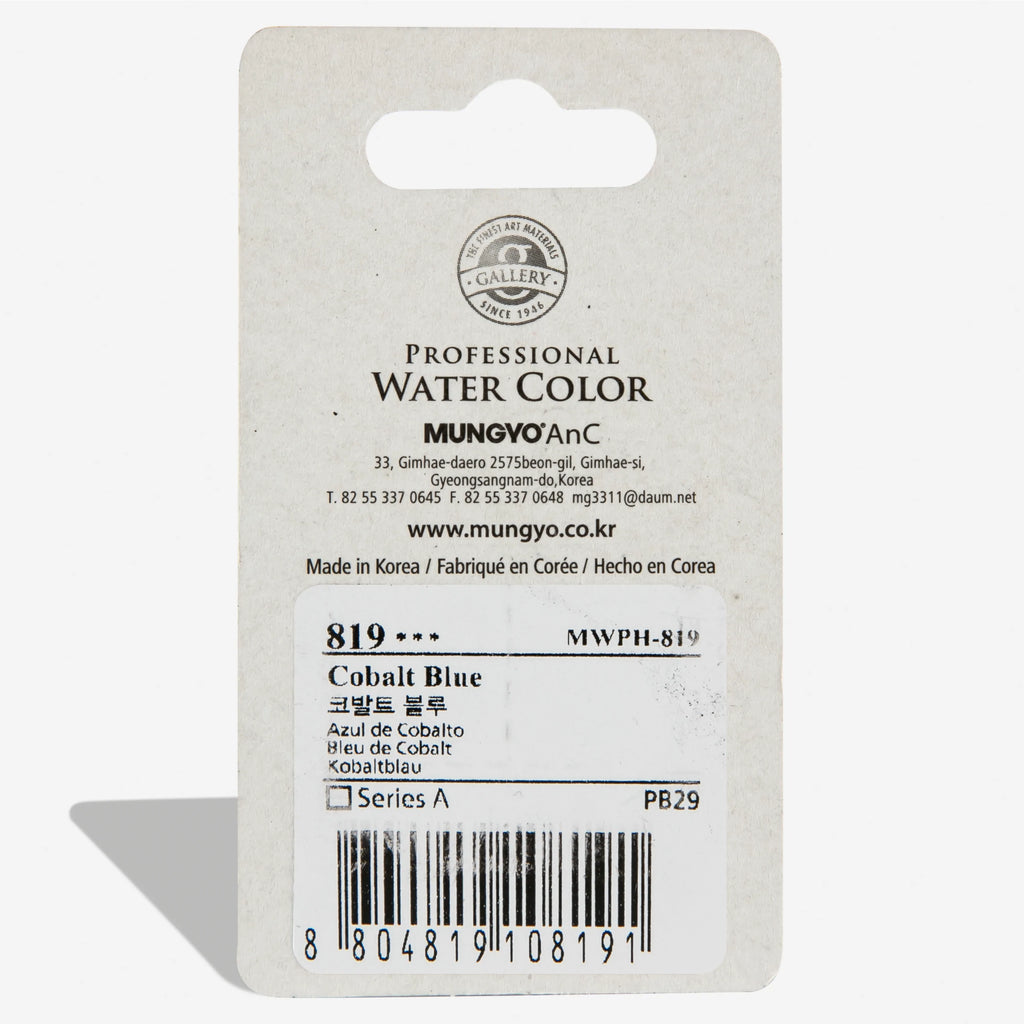 THE FINEST ART MATERIALS
g
GALLERY
SINCE 1946
PROFESSIONAL
WATER COLOR
MUNGYO AnC
33, Gimhae-daero 2575beon-gil, Gimhae-si,
Gyeongsangnam-do,Korea
T. 82 55 337 0645 F. 82 55 337 0648 mg3311@daum.net
www.mungyo.co.kr
Made in Korea / Fabriqué en Corée / Hecho en Corea
819 *** MWPH-819
Cobalt Blue
코발트 블루
Azul de Cobalto
Bleu de Cobalt
Kobaltblau
□ Series A PB29
8 804819 108191